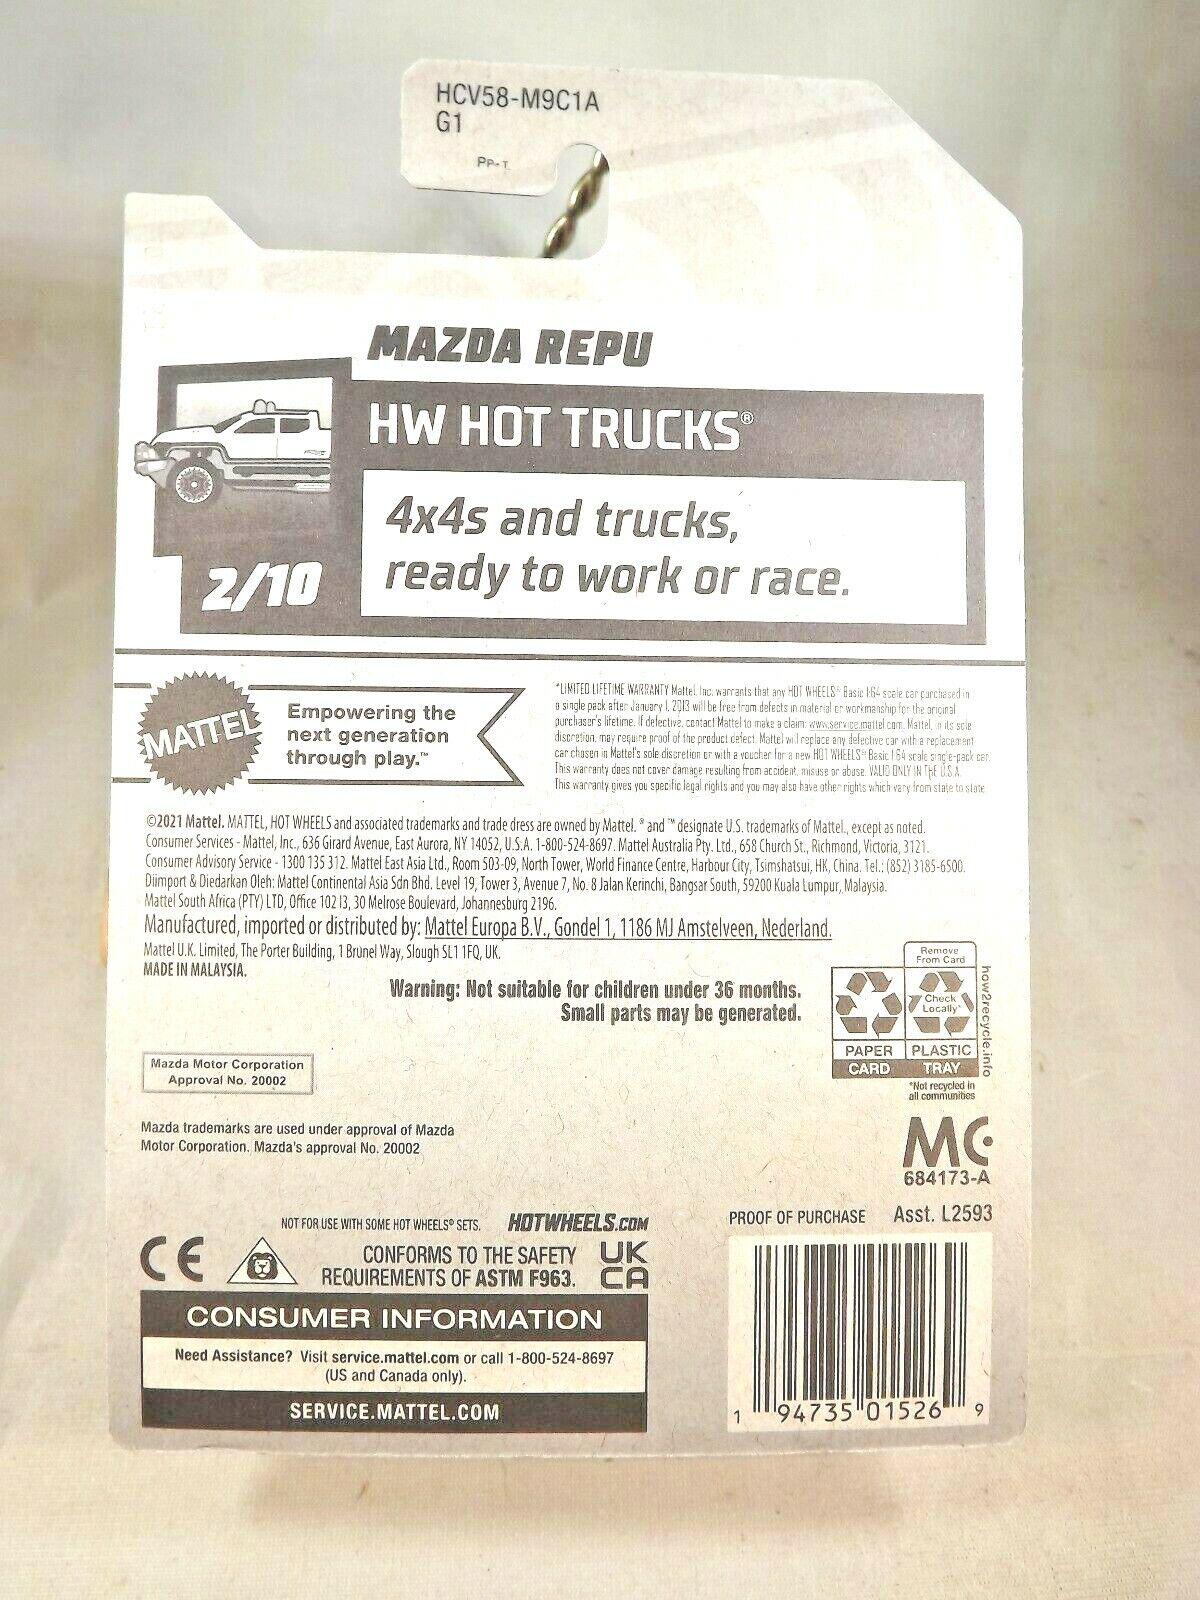 HCV58-M9C1A
G1
PP-T
MAZDA REPU
HW HOT TRUCKS®
4x4s and trucks,
ready to work or race.
2/10
MATTEL
Empowering the
next generation
through play.™
*LIMITED LIFETIME WARRANTY Mattel, Inc. warrants that any HOT WHEELS® Basic 1:64 scale car purchased in
a single pack after January 1, 2013 will be free from defects in material or workmanship for the original
purchaser's lifetime. If defective, contact Mattel to make a claim: www.service.mattel.com. Mattel, in its sole
discretion, may require proof of the product defect. Mattel will replace any defective car with a replacement
car chosen in Mattel's sole discretion or with a voucher for a new HOT WHEELS® Basic 1:64 scale single-pack car.
This warranty does not cover damage resulting from accident, misuse or abuse. VALID ONLY IN THE U.S.A.
This warranty gives you specific legal rights and you may also have other rights which vary from state to state.
©2021 Mattel. MATTEL, HOT WHEELS and associated trademarks and trade dress are owned by Mattel. ® and ™ designate U.S. trademarks of Mattel., except as noted.
Consumer Services - Mattel, Inc., 636 Girard Avenue, East Aurora, NY 14052, U.S.A. 1-800-524-8697. Mattel Australia Pty. Ltd., 658 Church St., Richmond, Victoria, 3121.
Consumer Advisory Service - 1300 135 312. Mattel East Asia Ltd., Room 503-09, North Tower, World Finance Centre, Harbour City, Tsimshatsui, HK, China. Tel.: (852) 3185-6500.
Diimport & Diedarkan Oleh: Mattel Continental Asia Sdn Bhd. Level 19, Tower 3, Avenue 7, No. 8 Jalan Kerinchi, Bangsar South, 59200 Kuala Lumpur, Malaysia.
Mattel South Africa (PTY) LTD, Office 102 I3, 30 Melrose Boulevard, Johannesburg 2196.
Manufactured, imported or distributed by: Mattel Europa B.V., Gondel 1, 1186 MJ Amstelveen, Nederland.
Mattel U.K. Limited, The Porter Building, 1 Brunel Way, Slough SL1 1FQ, UK.
MADE IN MALAYSIA.
Warning: Not suitable for children under 36 months.
Small parts may be generated.
Remove
From Card
Check
Locally*
PAPER
CARD
PLASTIC
TRAY
how2recycle.info
*Not recycled in
all communities
Mazda Motor Corporation
Approval No. 20002
Mazda trademarks are used under approval of Mazda
Motor Corporation. Mazda's approval No. 20002
MC
684173-A
NOT FOR USE WITH SOME HOT WHEELS® SETS.
HOTWHEELS.COM
PROOF OF PURCHASE
Asst. L2593
CE
CONFORMS TO THE SAFETY
REQUIREMENTS OF ASTM F963.
UK
CA
CONSUMER INFORMATION
Need Assistance? Visit service.mattel.com or call 1-800-524-8697
(US and Canada only).
SERVICE.MATTEL.COM
1 94735 01526 9